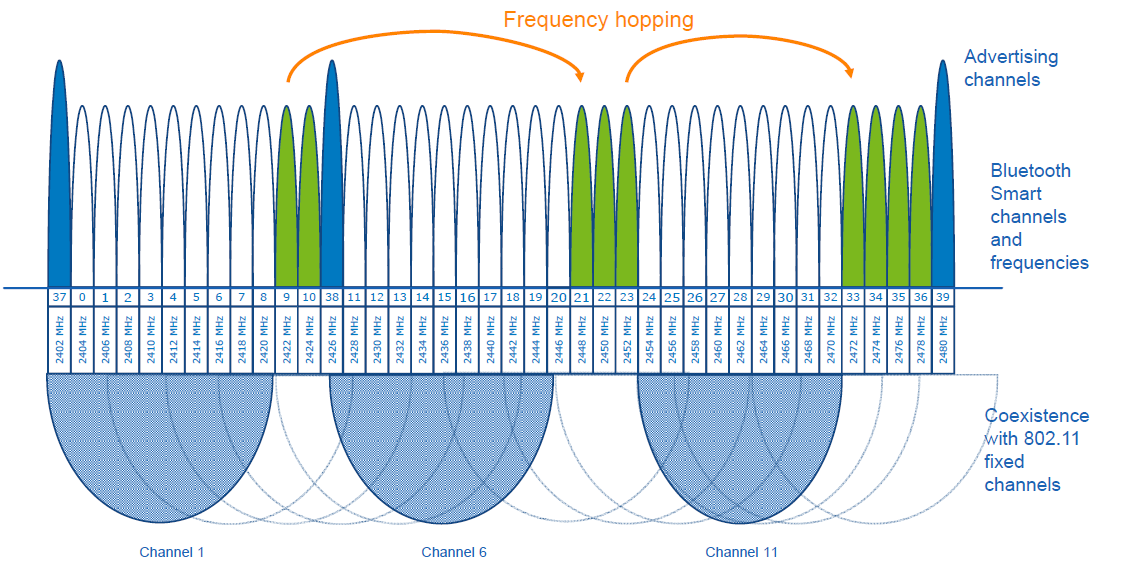 Frequency hopping
Advertising
channels
Bluetooth
Smart
channels
and
frequencies
37 0 1 2 3 4 5 6 7 8 9 10 38 11 12 13 14 15 16 17 18 19 20 21 22 23 24 25 26 27 28 29 30 31 32 33 34 35 36 39
2402 MHz
2404 MHz
2406 MHz
2408 MHz
2410 MHz
2412 MHz
2414 MHz
2416 MHz
2418 MHz
2420 MHz
2422 MHz
2424 MHz
2426 MHz
2428 MHz
2430 MHz
2432 MHz
2434 MHz
2436 MHz
2438 MHz
2440 MHz
2442 MHz
2444 MHz
2446 MHz
2448 MHz
2450 MHz
2452 MHz
2454 MHz
2456 MHz
2458 MHz
2460 MHz
2462 MHz
2464 MHz
2466 MHz
2468 MHz
2470 MHz
2472 MHz
2474 MHz
2476 MHz
2478 MHz
2480 MHz
Coexistence
with 802.11
fixed
channels
Channel 1
Channel 6
Channel 11